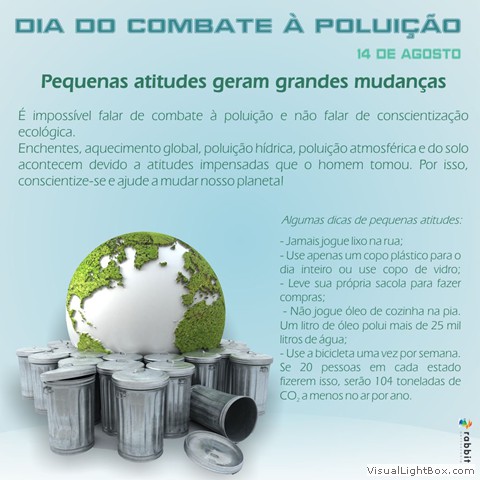 DIA DO COMBATE À POLUIÇÃO
14 DE AGOSTO
Pequenas atitudes geram grandes mudanças
É impossível falar de combate à poluição e não falar de conscientização
ecológica.
Enchentes, aquecimento global, poluição hídrica, poluição atmosférica e do solo
acontecem devido a atitudes impensadas que o homem tomou. Por isso,
conscientize-se e ajude a mudar nosso planeta!
Algumas dicas de pequenas atitudes:
- Jamais jogue lixo na rua;
- Use apenas um copo plástico para o
dia inteiro ou use copo de vidro;
- Leve sua própria sacola para fazer
compras;
- Não jogue óleo de cozinha na pia.
Um litro de óleo polui mais de 25 mil
litros de água;
- Use a bicicleta uma vez por semana.
Se 20 pessoas em cada estado
fizerem isso, serão 104 toneladas de
CO₂ a menos no ar por ano.
rabbit
VisualLightBox.com